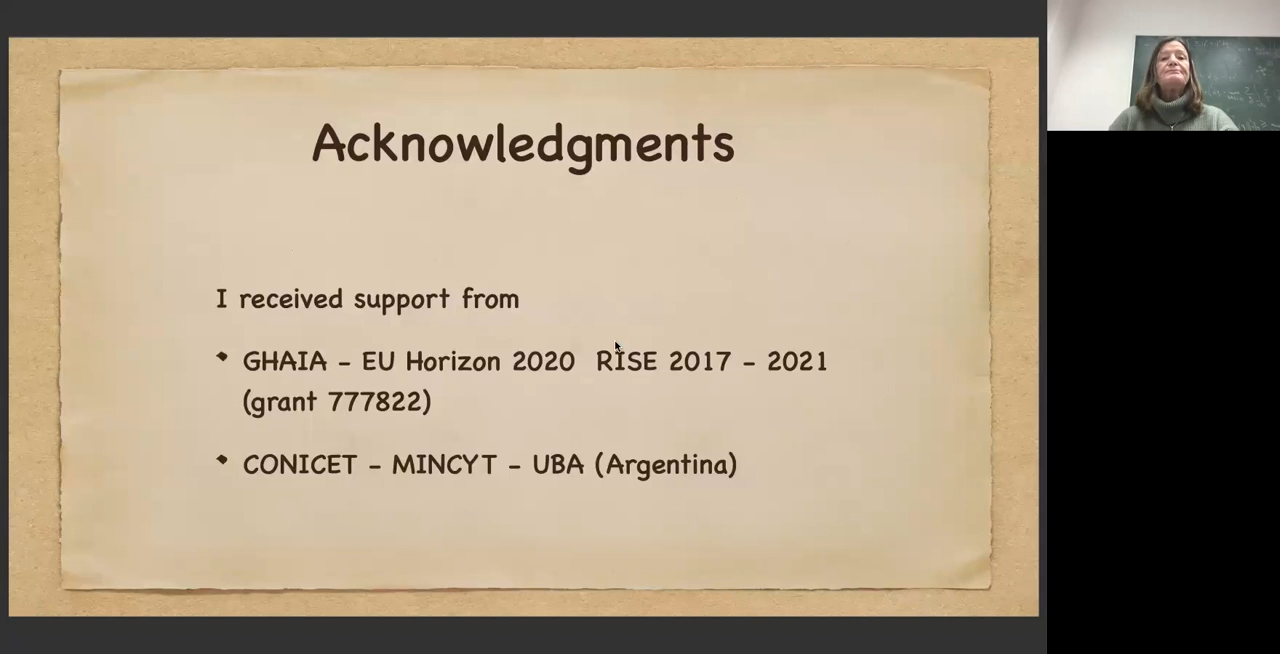 Acknowledgments
I received support from
GHAIA - EU Horizon 2020 RISE 2017 - 2021
(grant 777822)
CONICET - MINCYT - UBA (Argentina)